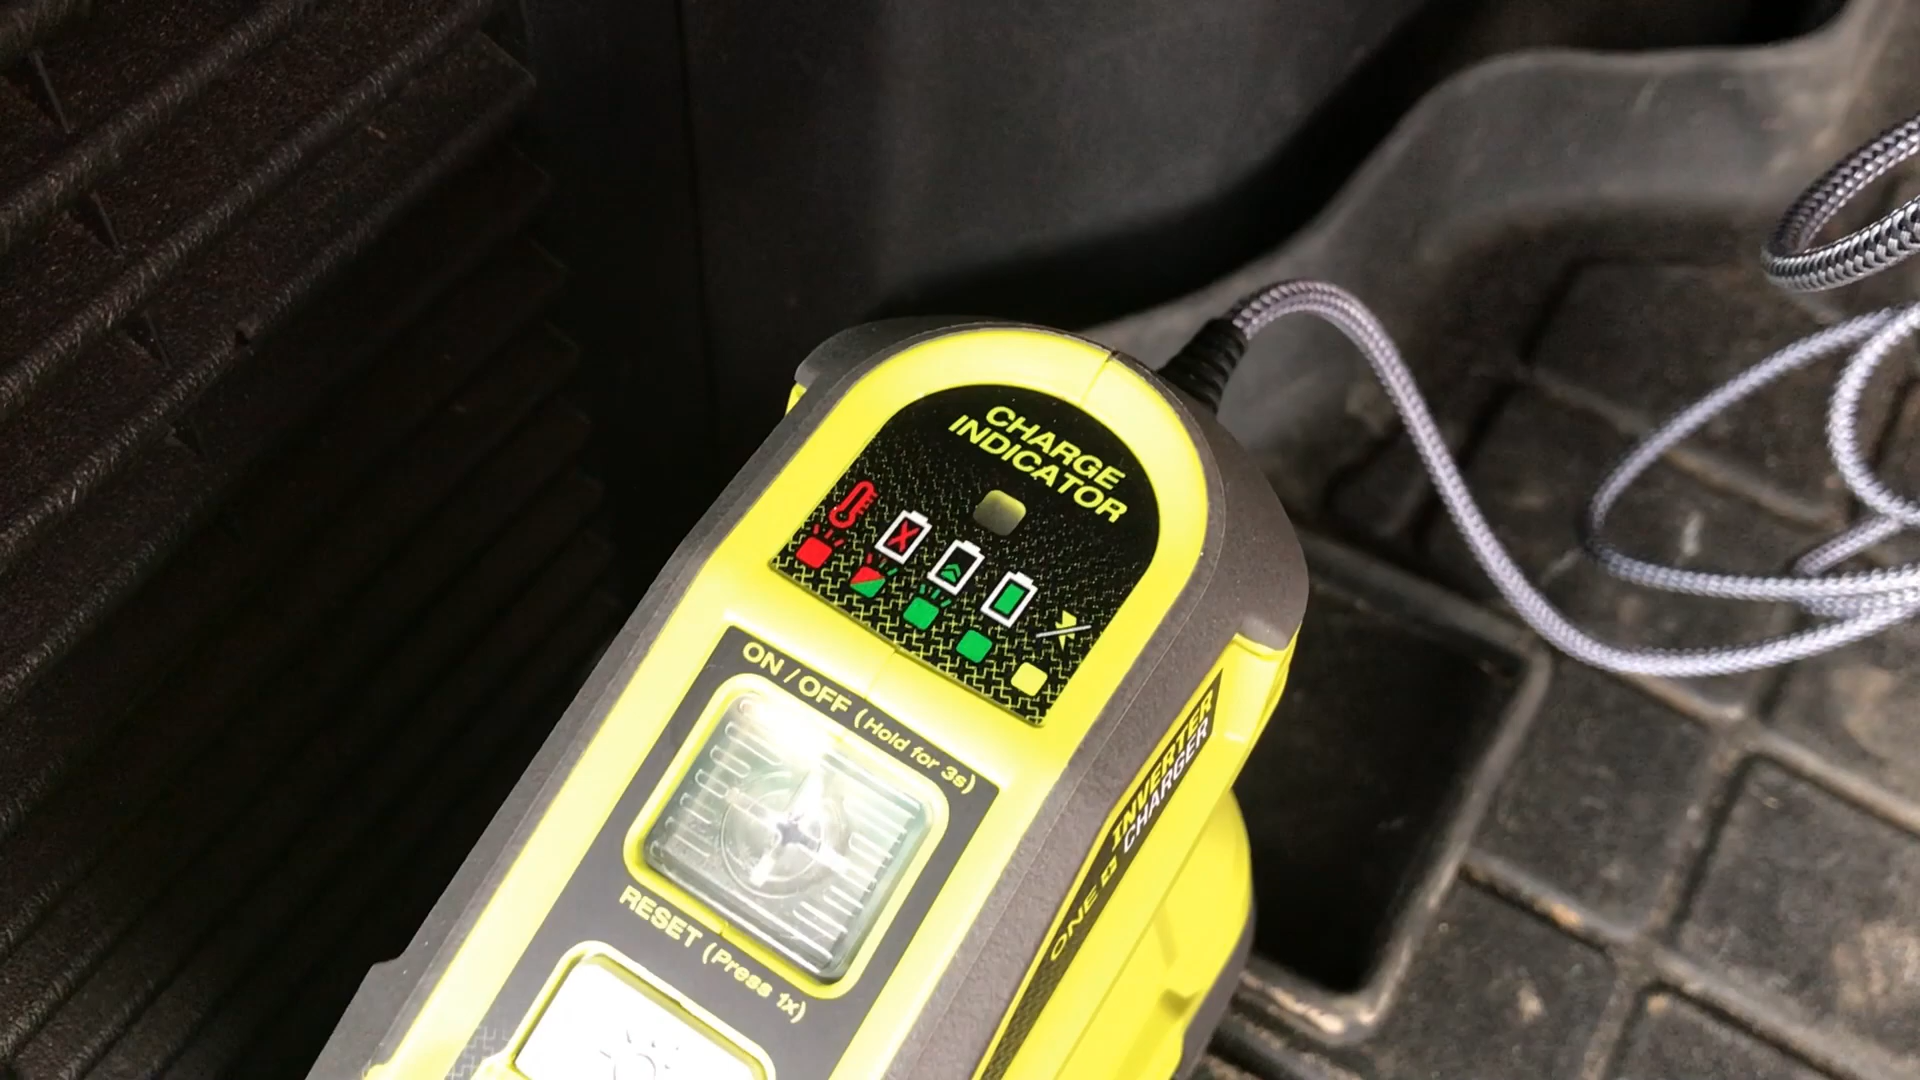 CHARGE
INDICATOR
ON / OFF (Hold for 3s)
RESET (Press 1x)
ONE+ INVERTER
CHARGER